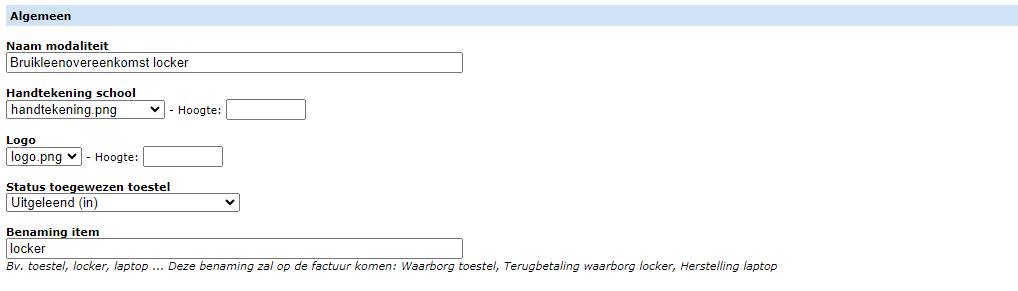 Algemeen
Naam modaliteit
Bruikleenovereenkomst locker
Handtekening school
handtekening.png - Hoogte:
Logo
logo.png - Hoogte:
Status toegewezen toestel
Uitgeleend (in)
Benaming item
locker
Bv. toestel, locker, laptop ... Deze benaming zal op de factuur komen: Waarborg toestel, Terugbetaling waarborg locker, Herstelling laptop